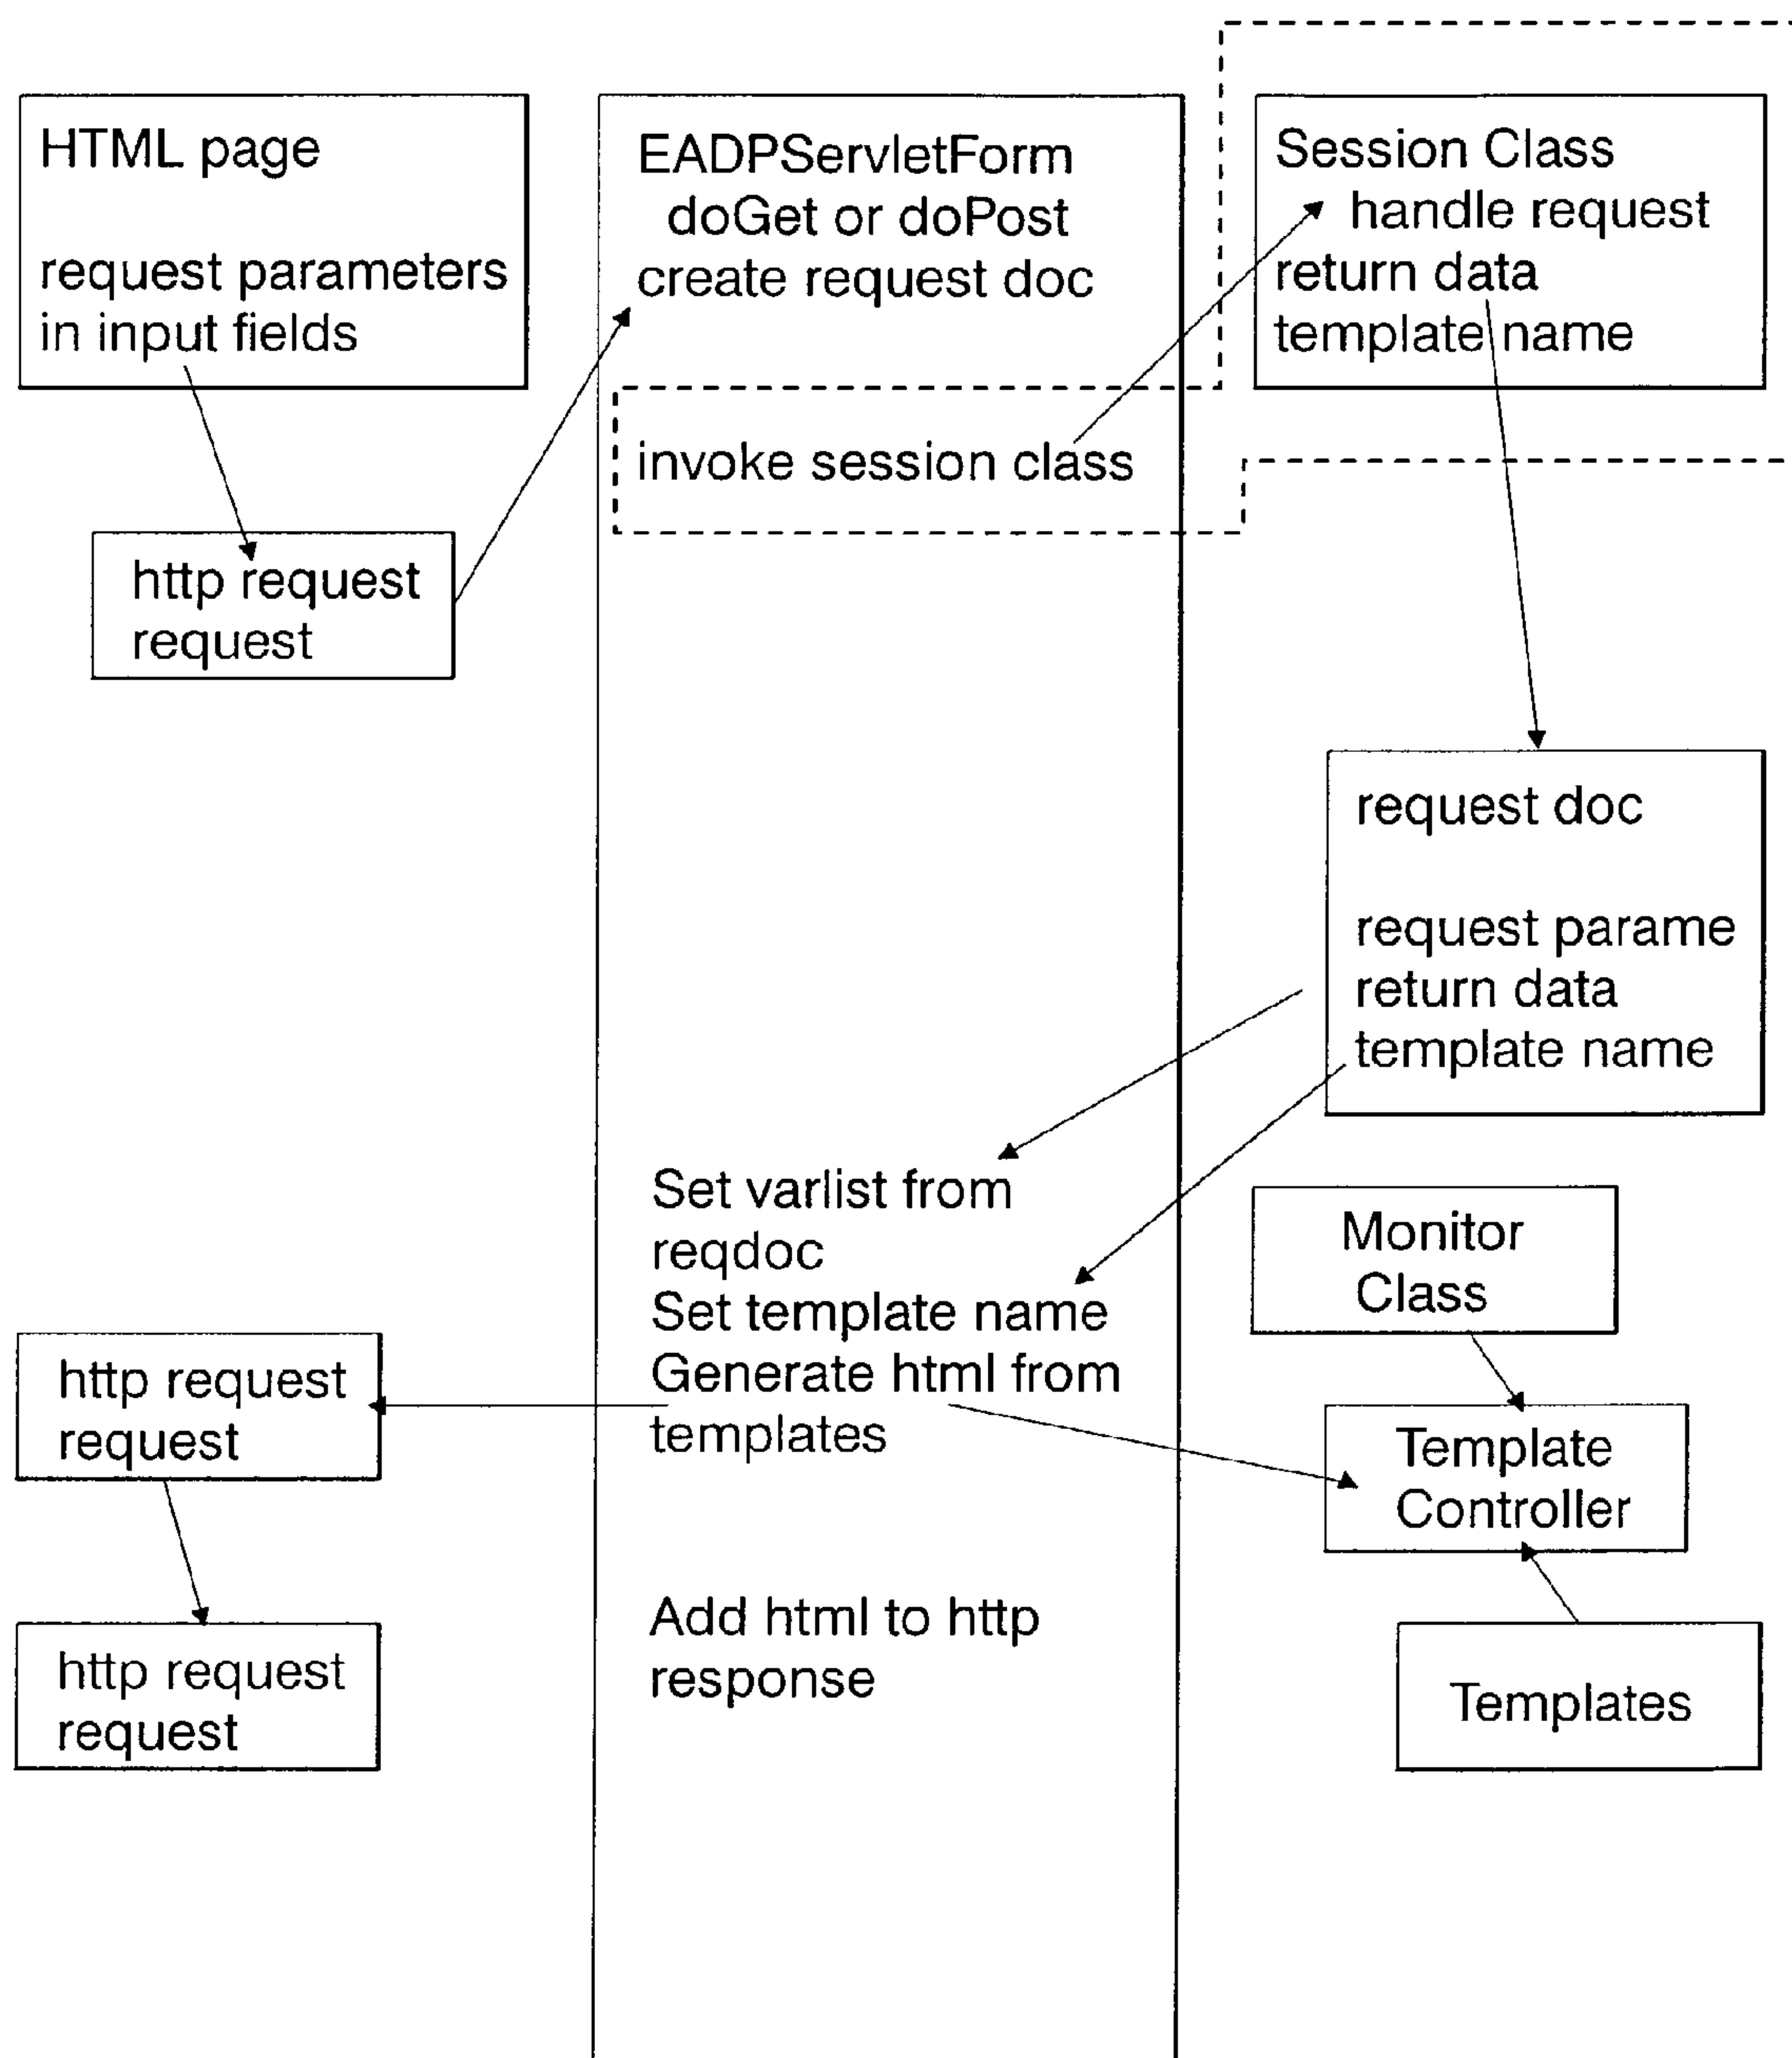 HTML page
request parameters
in input fields
http request
request
EADPServletForm
doGet or doPost
create request doc
invoke session class
Session Class
handle request
return data
template name
request doc
request parame
return data
template name
Set varlist from
reqdoc
Set template name
Generate html from
templates
Monitor
Class
Template
Controller
Templates
http request
request
http request
request
Add html to http
response